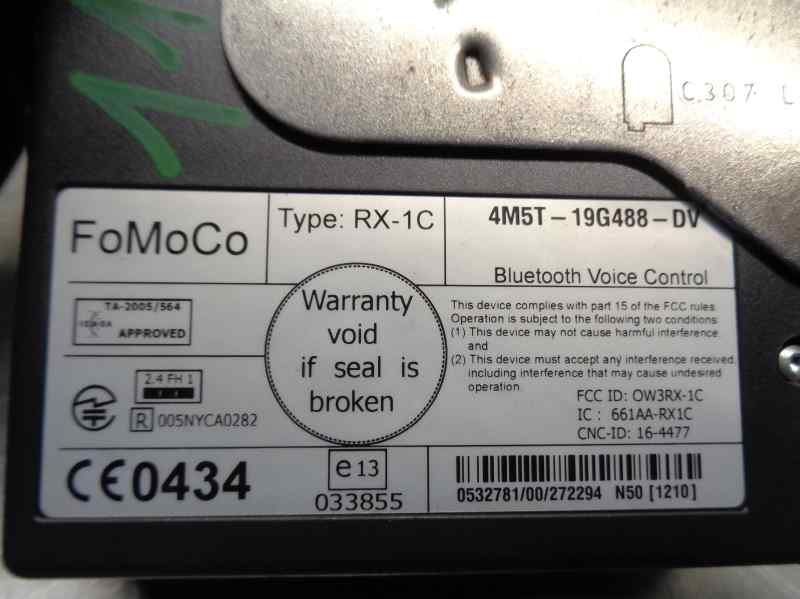 11
C.307 L
FoMoCo
Type: RX-1C
4M5T-19G488-DV
Bluetooth Voice Control
TA-2005/564
APPROVED
Warranty
void
if seal is
broken
This device complies with part 15 of the FCC rules.
Operation is subject to the following two conditions
(1) This device may not cause harmful interference.
and
(2) This device must accept any interference received,
including interference that may cause undesired
operation.
FCC ID: OW3RX-1C
IC : 661AA-RX1C
CNC-ID: 16-4477
2.4 FH 1
R 005NYCA0282
CE0434
e13
033855
0532781/00/272294 N50 [1210]